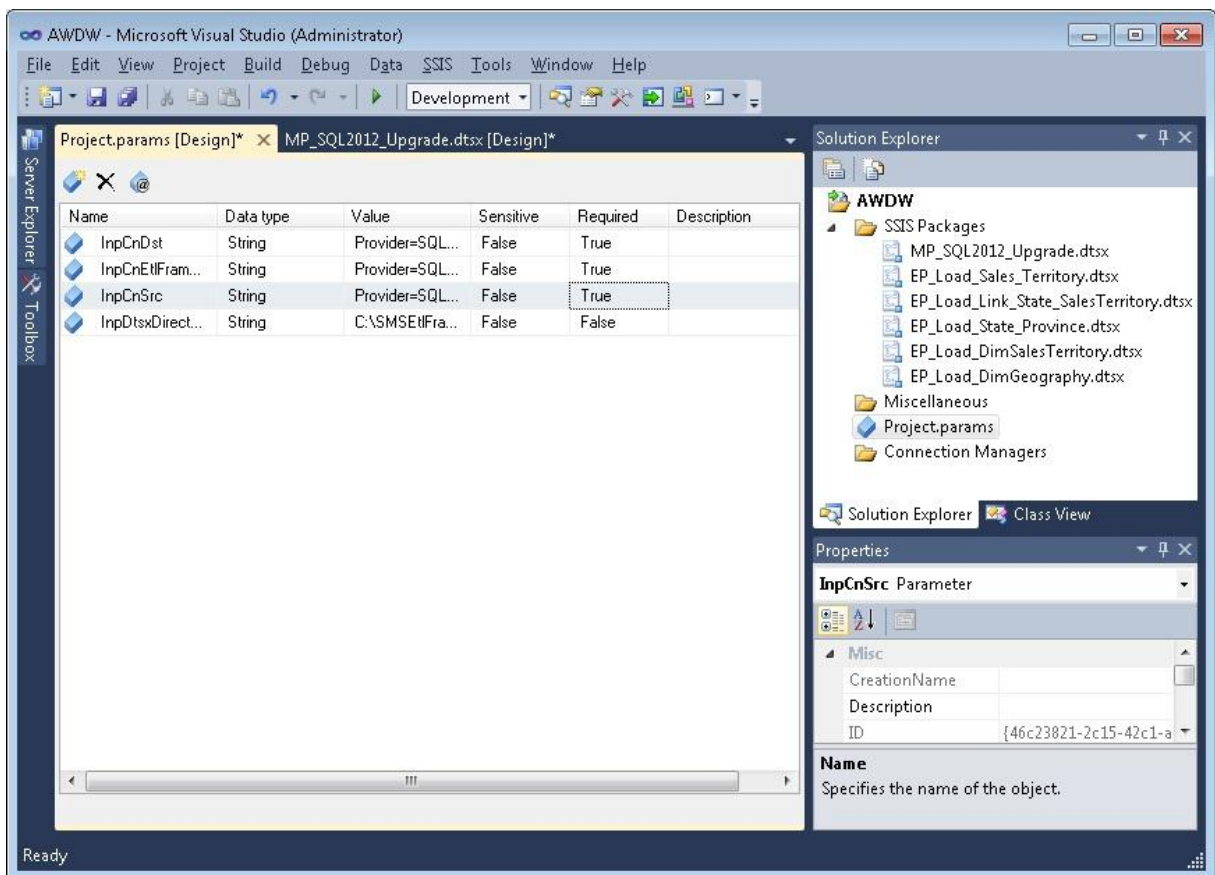 AWDW - Microsoft Visual Studio (Administrator)
File Edit View Project Build Debug Data SSIS Tools Window Help
Development
Server Explorer
Toolbox
Project.params [Design]* MP_SQL2012_Upgrade.dtsx [Design]*
Name Data type Value Sensitive Required Description
InpCnDst String Provider=SQL... False True
InpCnEtlFram... String Provider=SQL... False True
InpCnSrc String Provider=SQL... False True
InpDtsxDirect... String C:\SMSEtlFra... False False
Solution Explorer
AWDW
SSIS Packages
MP_SQL2012_Upgrade.dtsx
EP_Load_Sales_Territory.dtsx
EP_Load_Link_State_SalesTerritory.dtsx
EP_Load_State_Province.dtsx
EP_Load_DimSalesTerritory.dtsx
EP_Load_DimGeography.dtsx
Miscellaneous
Project.params
Connection Managers
Solution Explorer Class View
Properties
InpCnSrc Parameter
Misc
CreationName
Description
ID {46c23821-2c15-42c1-a
Name
Specifies the name of the object.
Ready